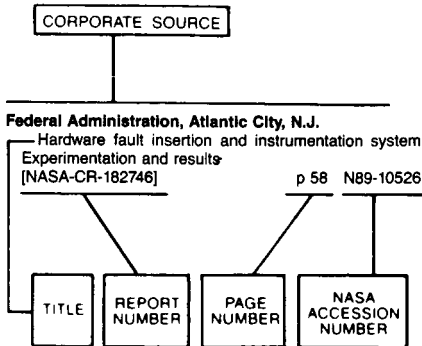 CORPORATE SOURCE
Federal Administration, Atlantic City, N.J.
Hardware fault insertion and instrumentation system
Experimentation and results
[NASA-CR-182746] p 58 N89-10526
TITLE
REPORT
NUMBER
PAGE
NUMBER
NASA
ACCESSION
NUMBER